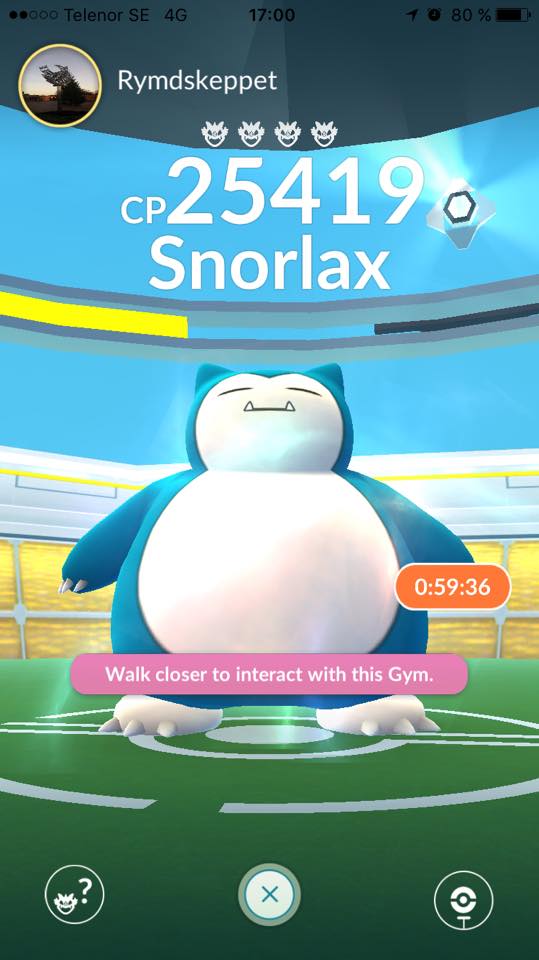 Telenor SE 4G 17:00 80 %
Rymdskeppet
CP25419
Snorlax
0:59:36
Walk closer to interact with this Gym.
?